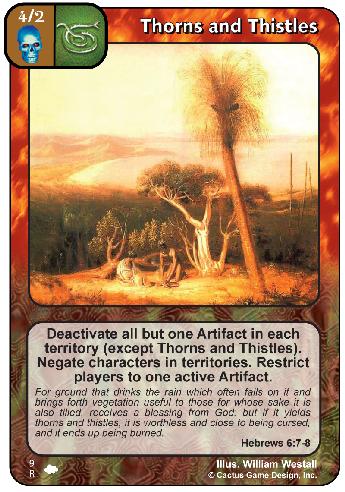 4/2
Thorns and Thistles
Deactivate all but one Artifact in each
territory (except Thorns and Thistles).
Negate characters in territories. Restrict
players to one active Artifact.
For ground that drinks the rain which often falls on it and
brings forth vegetation useful to those for whose sake it is
also tilled, receives a blessing from God; but if it yields
thorns and thistles, it is worthless and close to being cursed,
and it ends up being burned.
Hebrews 6:7-8
9
R
Illus. William Westall
© Cactus Game Design, Inc.